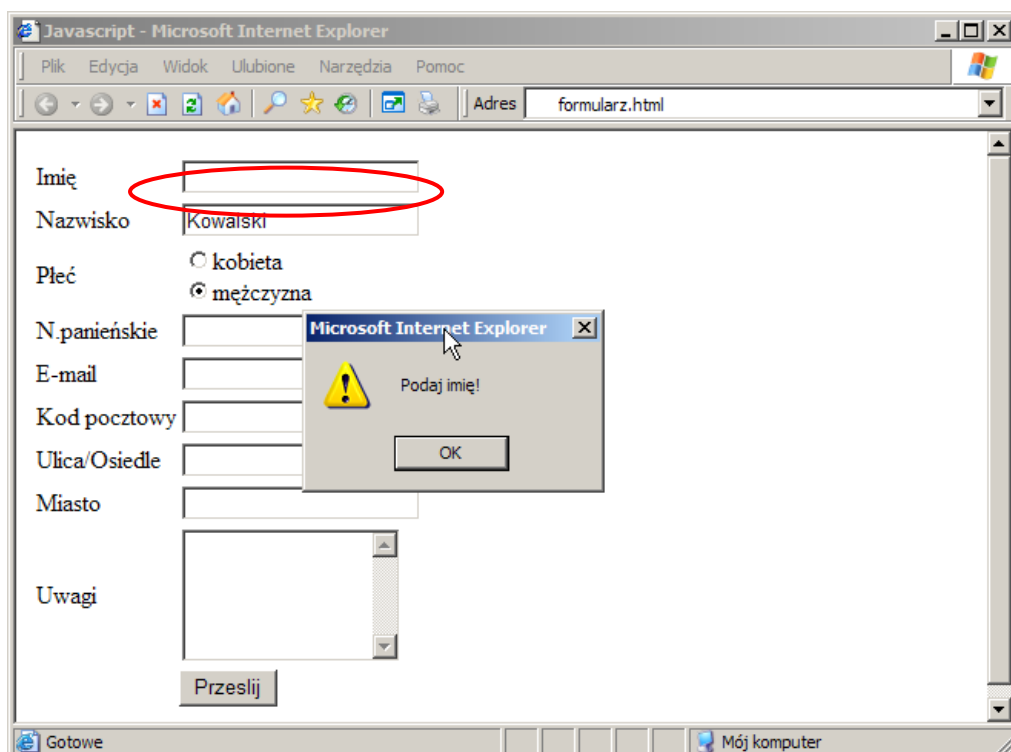 Javascript - Microsoft Internet Explorer
Plik Edycja Widok Ulubione Narzędzia Pomoc
Adres formularz.html
Imię
Nazwisko Kowalski
Płeć
kobieta
mężczyzna
N.panieńskie
Microsoft Internet Explorer
E-mail
Podaj imię!
Kod pocztowy
OK
Ulica/Osiedle
Miasto
Uwagi
Przeslij
Gotowe Mój komputer